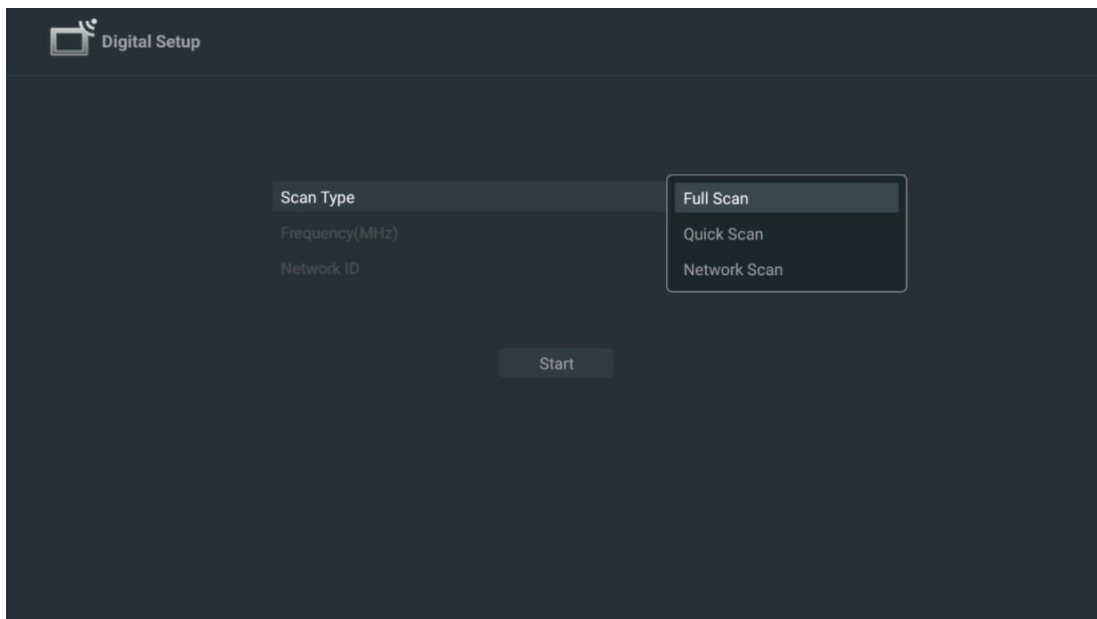 Digital Setup
Scan Type
Full Scan
Frequency(MHz)
Quick Scan
Network ID
Network Scan
Start